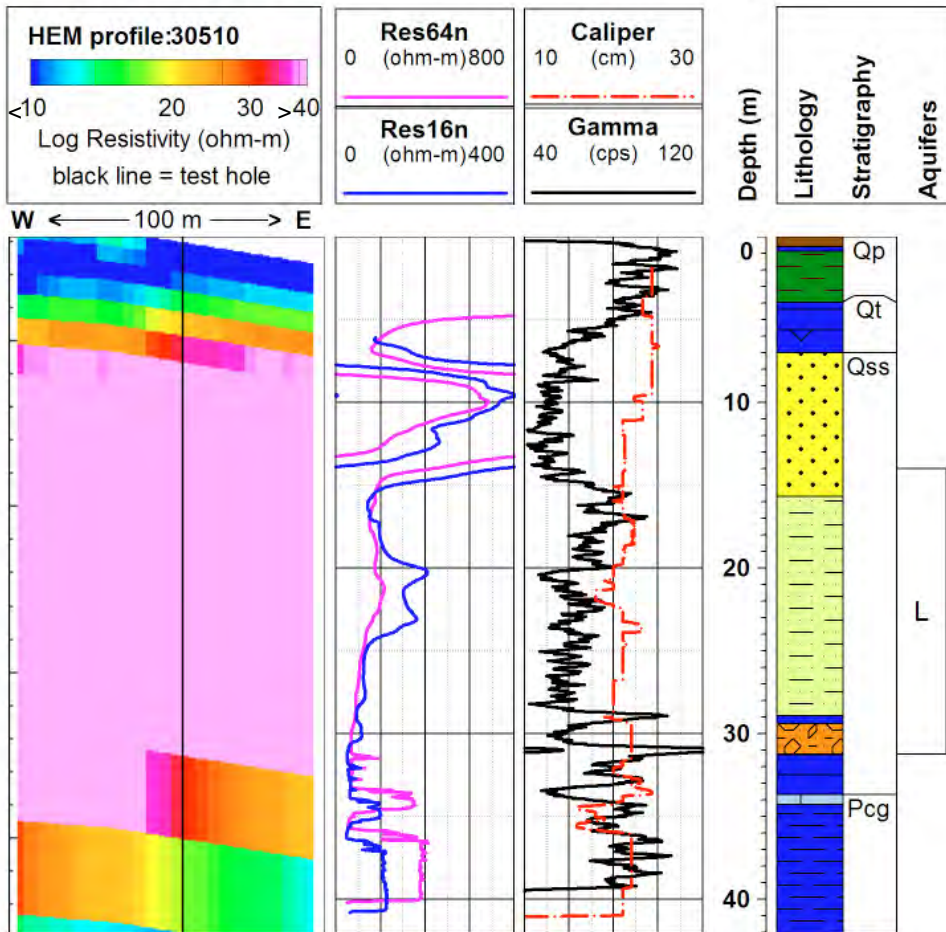 HEM profile:30510
<10 20 30 >40
Log Resistivity (ohm-m)
black line = test hole
W <—— 100 m ——> E
Res64n
0 (ohm-m) 800
Res16n
0 (ohm-m) 400
Caliper
10 (cm) 30
Gamma
40 (cps) 120
Depth (m)
Lithology
Stratigraphy
Aquifers
0
10
20
30
40
Qp
Qt
Qss
Pcg
L